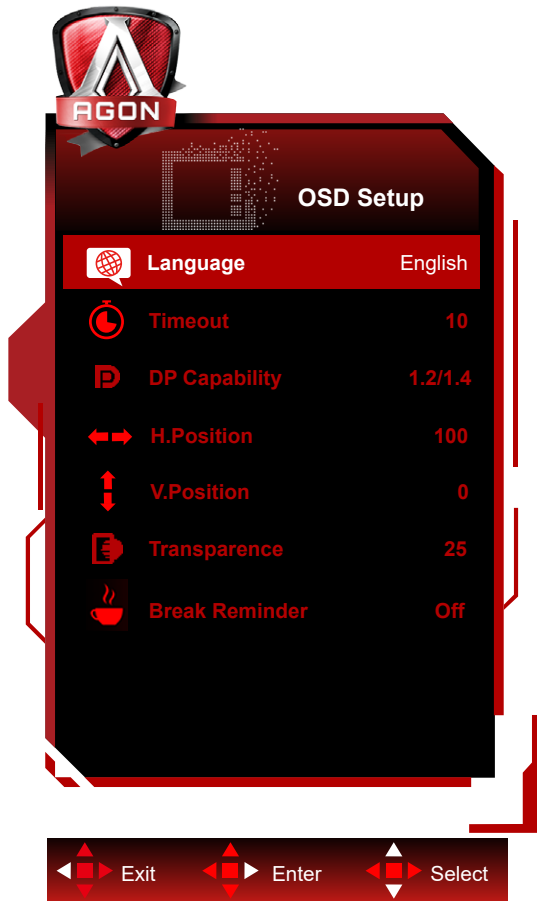 AGON
OSD Setup
Language English
Timeout 10
DP Capability 1.2/1.4
H.Position 100
V.Position 0
Transparence 25
Break Reminder Off
Exit Enter Select